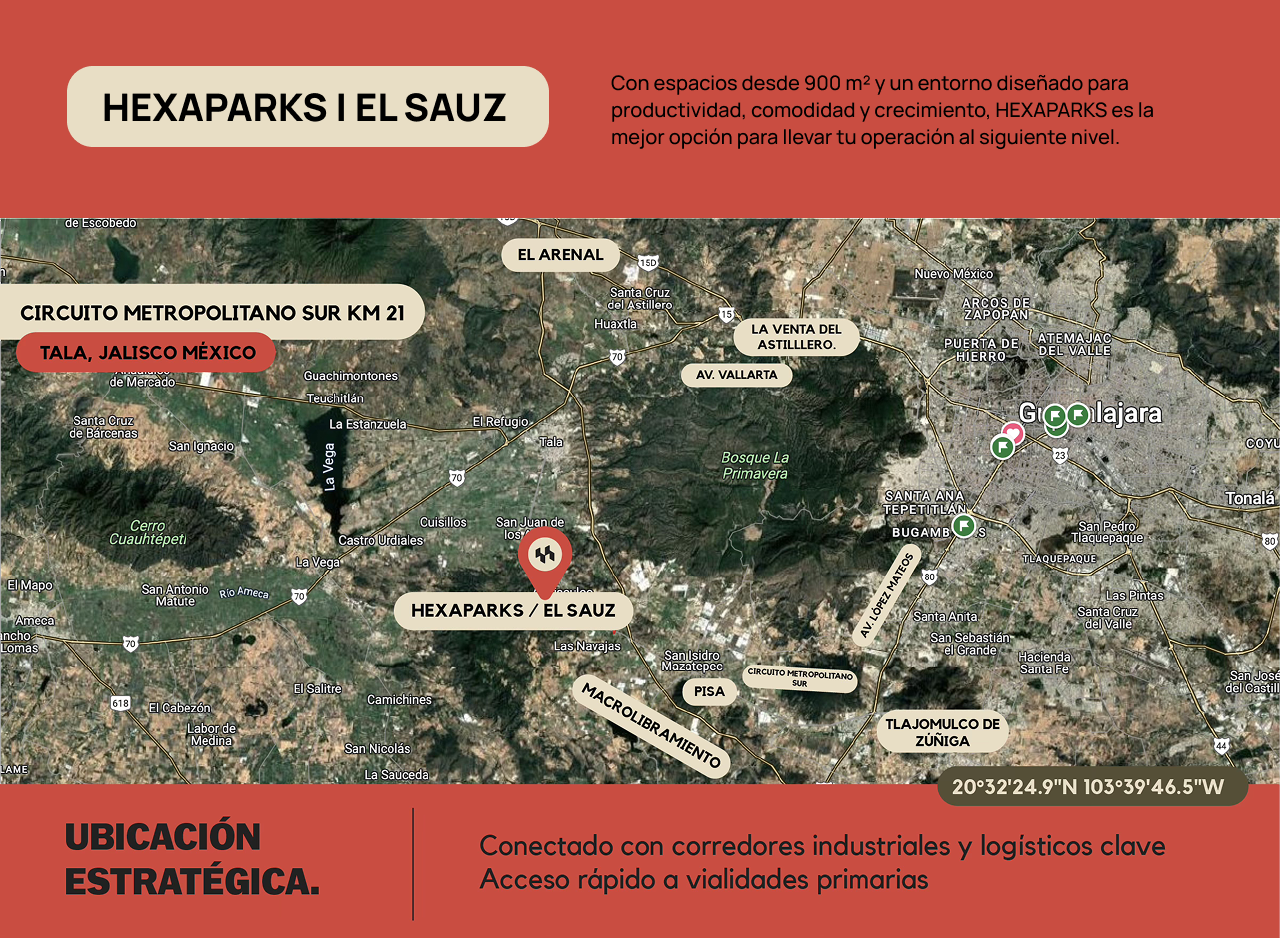 HEXAPARKS | EL SAUZ
Con espacios desde 900 m² y un entorno diseñado para
productividad, comodidad y crecimiento, HEXAPARKS es la
mejor opción para llevar tu operación al siguiente nivel.
de Escobedo
EL ARENAL
15D
Nuevo México
Santa Cruz
del Astillero
ARCOS DE
ZAPOPAN
CIRCUITO METROPOLITANO SUR KM 21
15
Huaxtla
LA VENTA DEL
ASTILLLERO.
ATEMAJAC
DEL VALLE
PUERTA DE
HIERRO
TALA, JALISCO MÉXICO
70
AV. VALLARTA
de Mercado
Guachimontones
Teuchitlán
Santa Cruz
de Bárcenas
La Estanzuela
El Refugio
Tala
San Ignacio
La Vega
70
Bosque La
Primavera
23
COYU
SANTA ANA
TEPETITLÁN
Tonalá
Cerro
Cuauhtépetl
Cuisillos
San Juan de
Castro Urdiales
San Pedro
Tlaquepaque
80
TLAQUEPAQUE
La Vega
El Mapo
San Antonio
Matute
Río Ameca
70
80
AV. LÓPEZ MATEOS
Las Pintas
HEXAPARKS / EL SAUZ
Santa Anita
Santa Cruz
del Valle
Ameca
ncho
Lomas
70
Las Navajas
San Sebastián
el Grande
San Isidro
Mazatepec
Hacienda
Santa Fe
CIRCUITO METROPOLITANO
SUR
San José
del Castill
PISA
MACROLIBRAMIENTO
El Salitre
Camichines
618
El Cabezón
Labor de
Medina
TLAJOMULCO DE
ZÚÑIGA
San Nicolás
44
LAME
La Sauceda
20°32'24.9"N 103°39'46.5"W
UBICACIÓN
ESTRATÉGICA.
Conectado con corredores industriales y logísticos clave
Acceso rápido a vialidades primarias